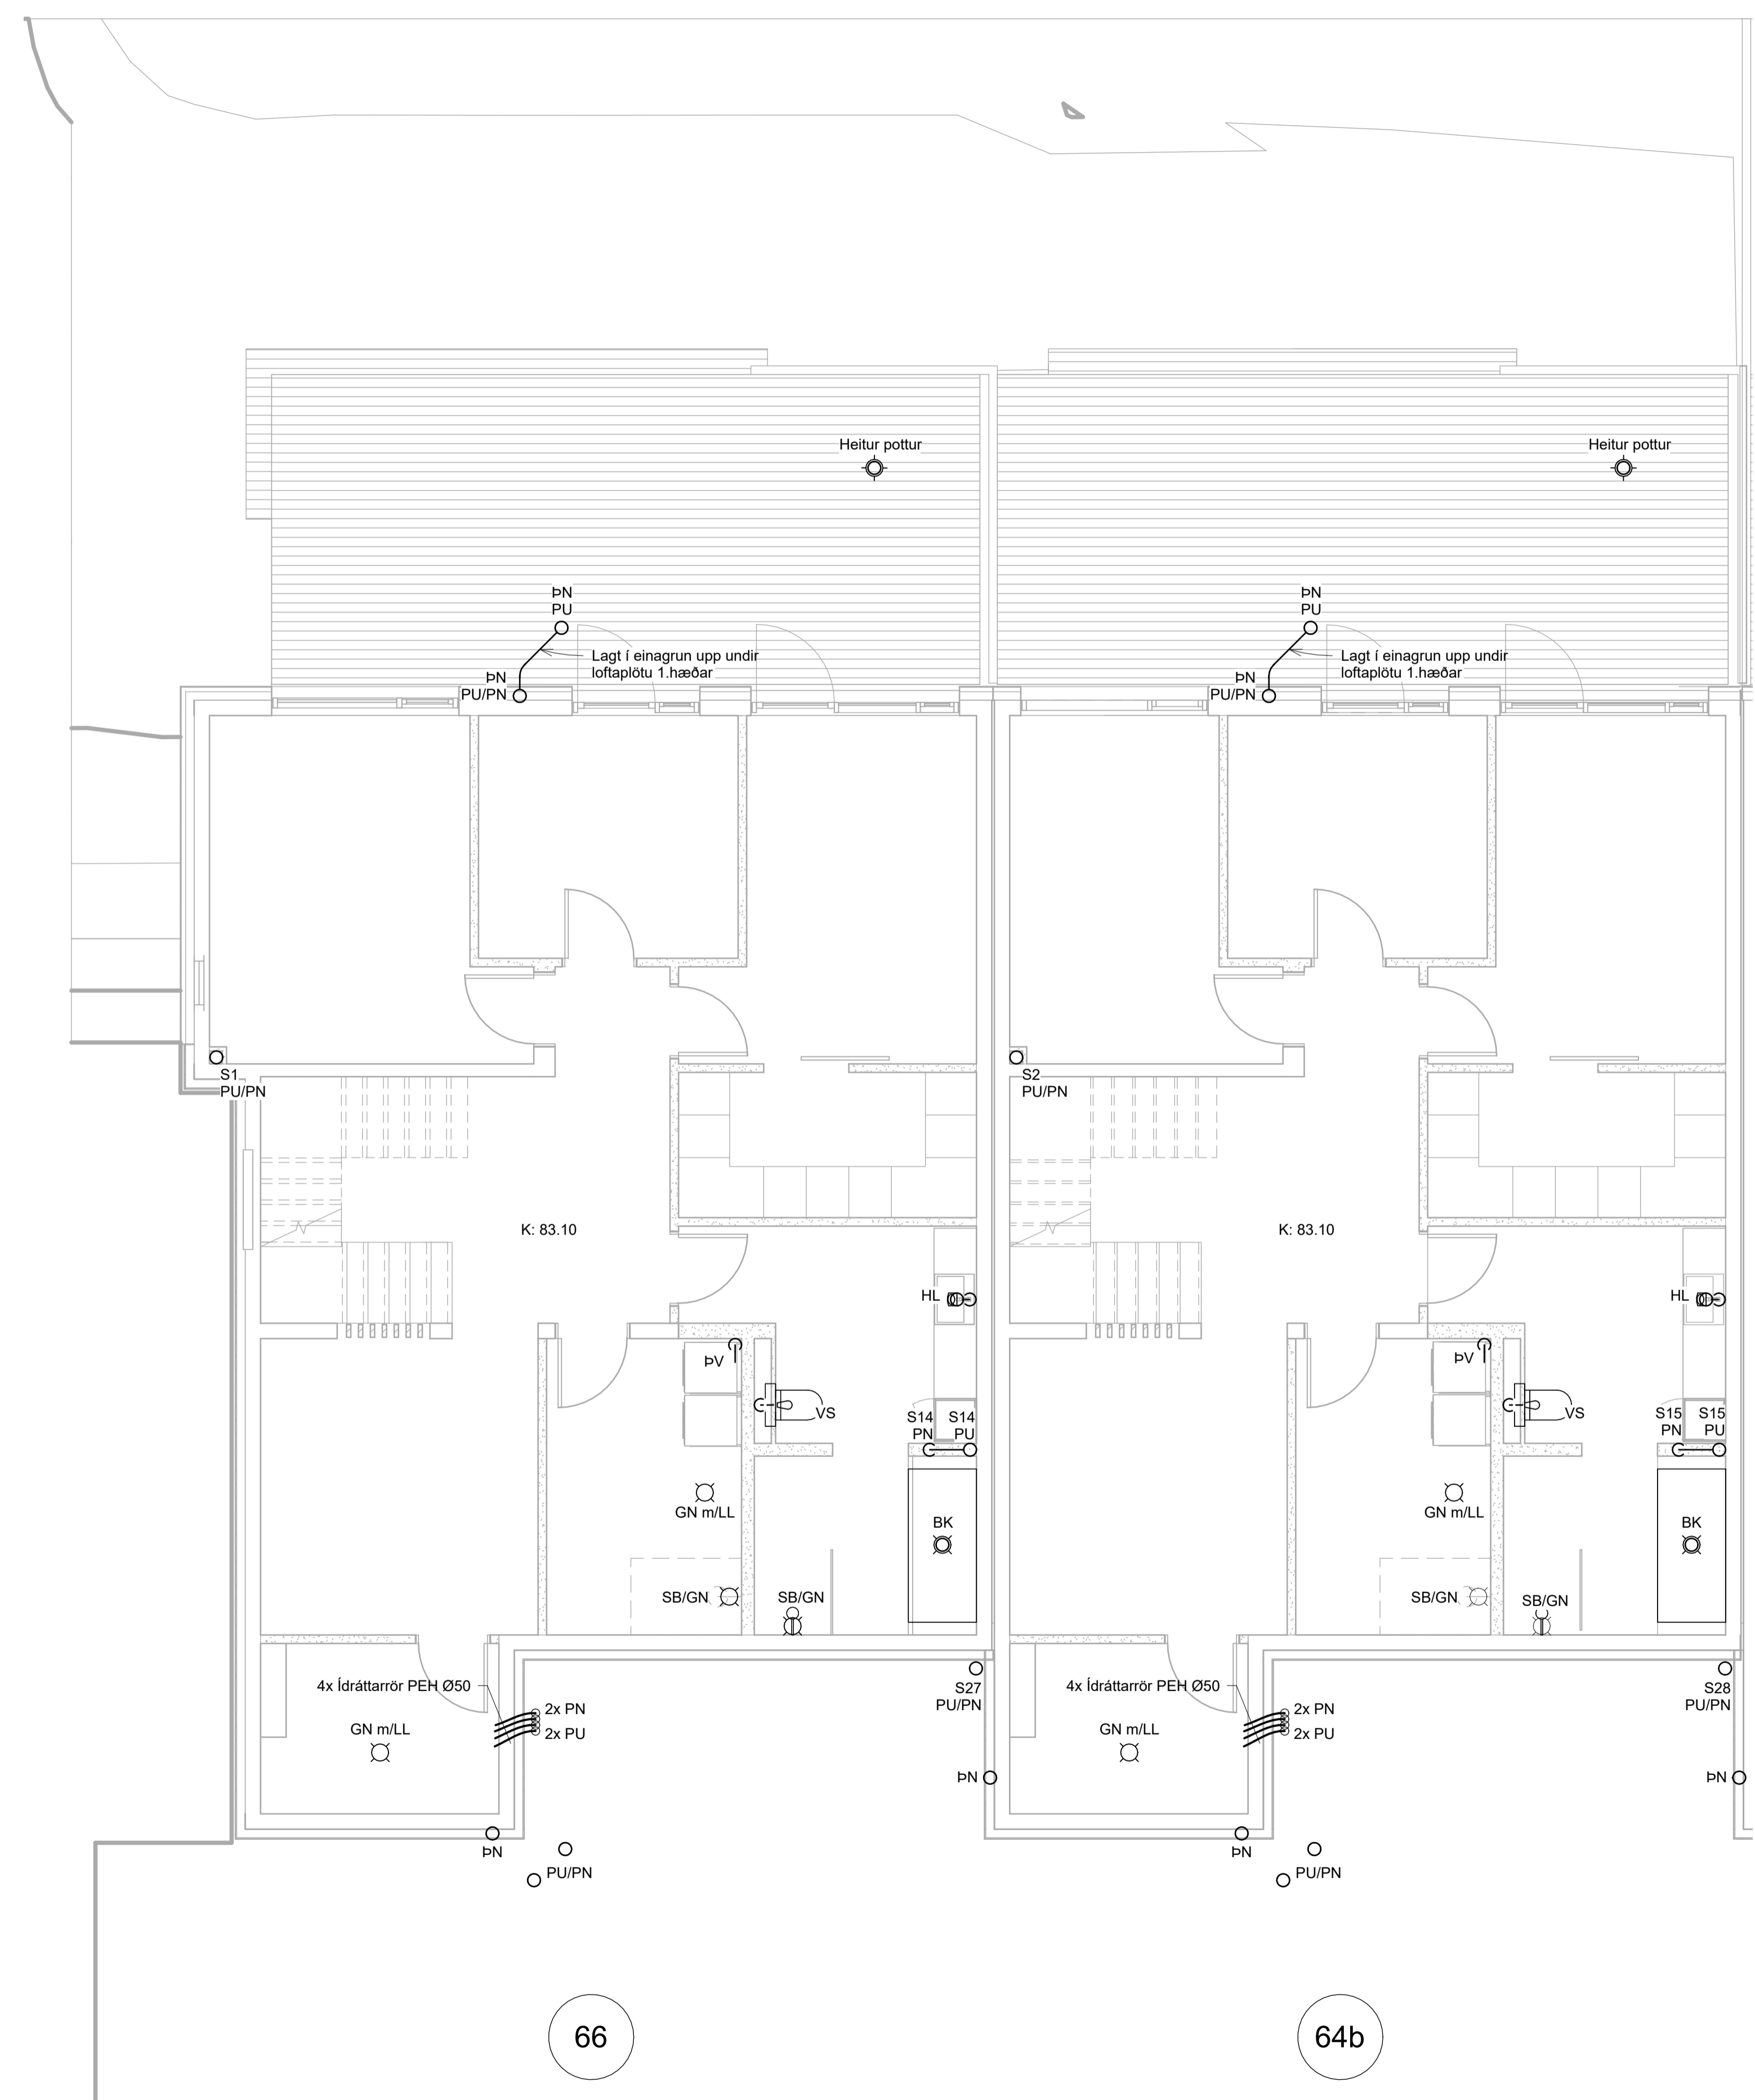 Heitur pottur
Heitur pottur
ÞN
PU
ÞN
PU
Lagt í einagrun upp undir
loftaplötu 1.hæðar
Lagt í einagrun upp undir
loftaplötu 1.hæðar
ÞN
PU/PN
ÞN
PU/PN
S1
PU/PN
S2
PU/PN
K: 83.10
K: 83.10
HL
HL
ÞV
ÞV
VS
VS
S14
PN
S14
PU
S15
PN
S15
PU
GN m/LL
GN m/LL
BK
BK
SB/GN
SB/GN
SB/GN
SB/GN
4x Ídráttarrör PEH Ø50
4x Ídráttarrör PEH Ø50
S27
PU/PN
S28
PU/PN
2x PN
2x PU
2x PN
2x PU
GN m/LL
GN m/LL
ÞN
ÞN
ÞN
ÞN
PU/PN
PU/PN
66
64b